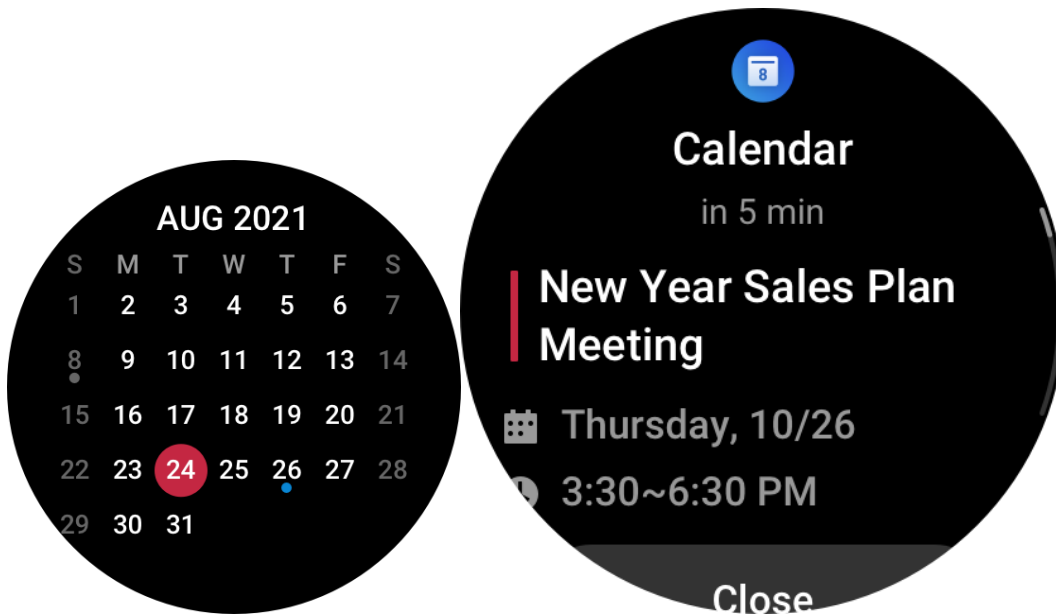 AUG 2021
S M T W T F S
1 2 3 4 5 6 7
8 9 10 11 12 13 14
15 16 17 18 19 20 21
22 23 24 25 26 27 28
29 30 31
8
Calendar
in 5 min
New Year Sales Plan
Meeting
Thursday, 10/26
3:30~6:30 PM
Close